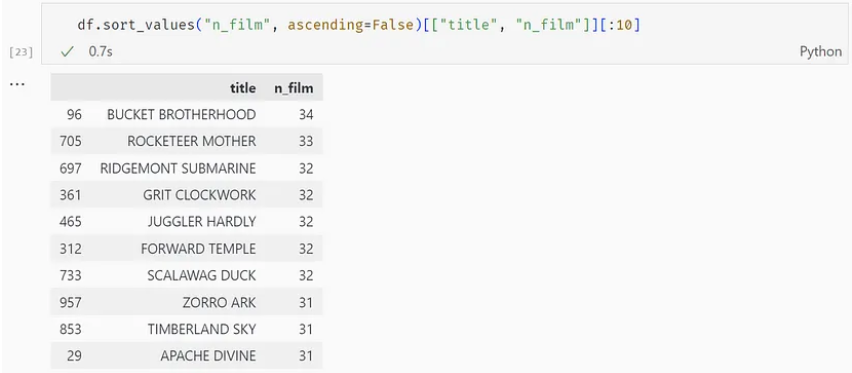 df.sort_values("n_film", ascending=False)[["title", "n_film"]][:10]
[23] ✓ 0.7s Python
...
title n_film
96 BUCKET BROTHERHOOD 34
705 ROCKETEER MOTHER 33
697 RIDGEMONT SUBMARINE 32
361 GRIT CLOCKWORK 32
465 JUGGLER HARDLY 32
312 FORWARD TEMPLE 32
733 SCALAWAG DUCK 32
957 ZORRO ARK 31
853 TIMBERLAND SKY 31
29 APACHE DIVINE 31